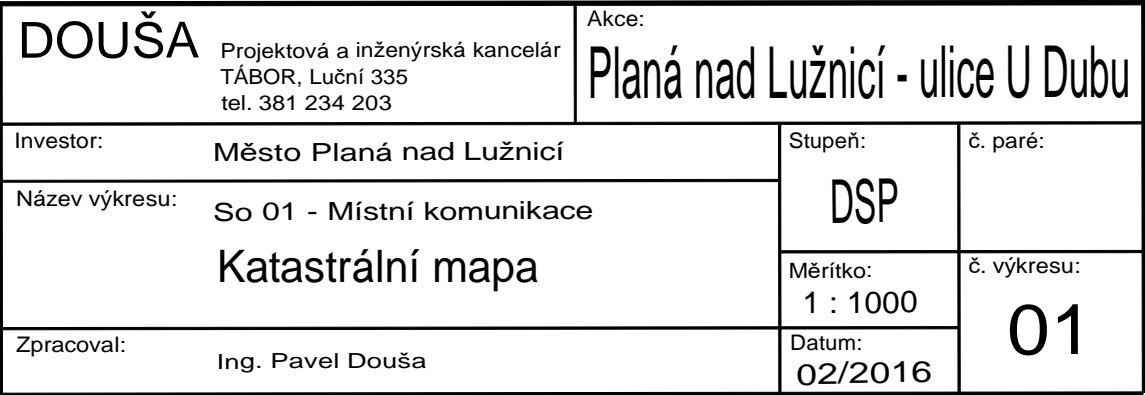 DOUŠA
Projektová a inženýrská kancelár
TÁBOR, Luční 335
tel. 381 234 203
Akce:
Planá nad Lužnicí - ulice U Dubu
Investor:
Město Planá nad Lužnicí
Stupeň:
DSP
č. paré:
Název výkresu:
So 01 - Místní komunikace
Katastrální mapa
Měrítko:
1 : 1000
č. výkresu:
01
Zpracoval:
Ing. Pavel Douša
Datum:
02/2016